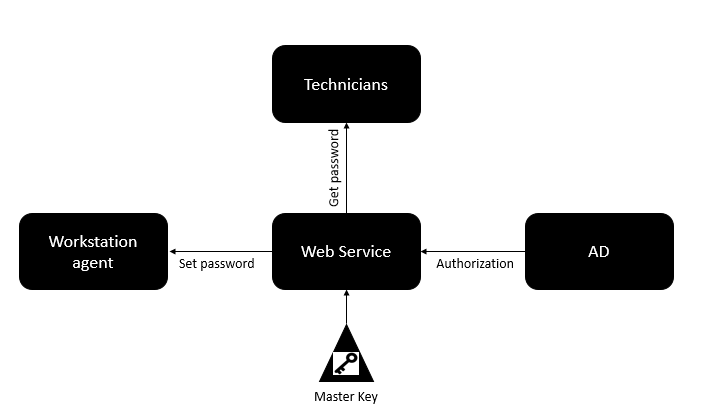 Technicians
Get password
Workstation
agent
Set password
Web Service
Authorization
AD
Master Key